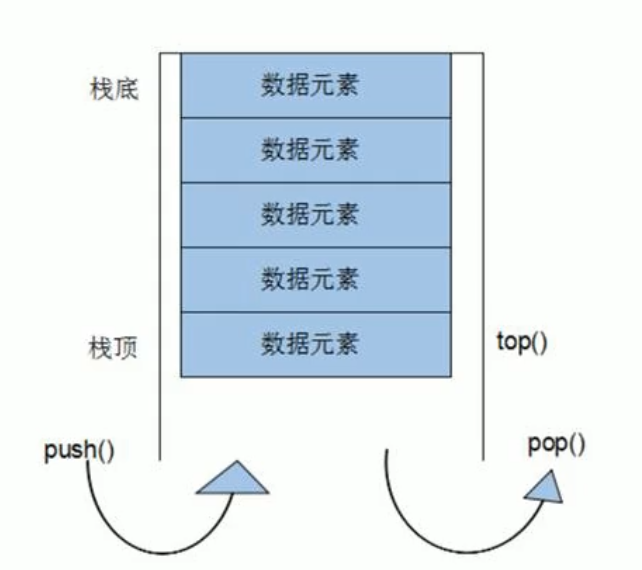 栈底
数据元素
数据元素
数据元素
数据元素
栈顶
数据元素
top()
push()
pop()